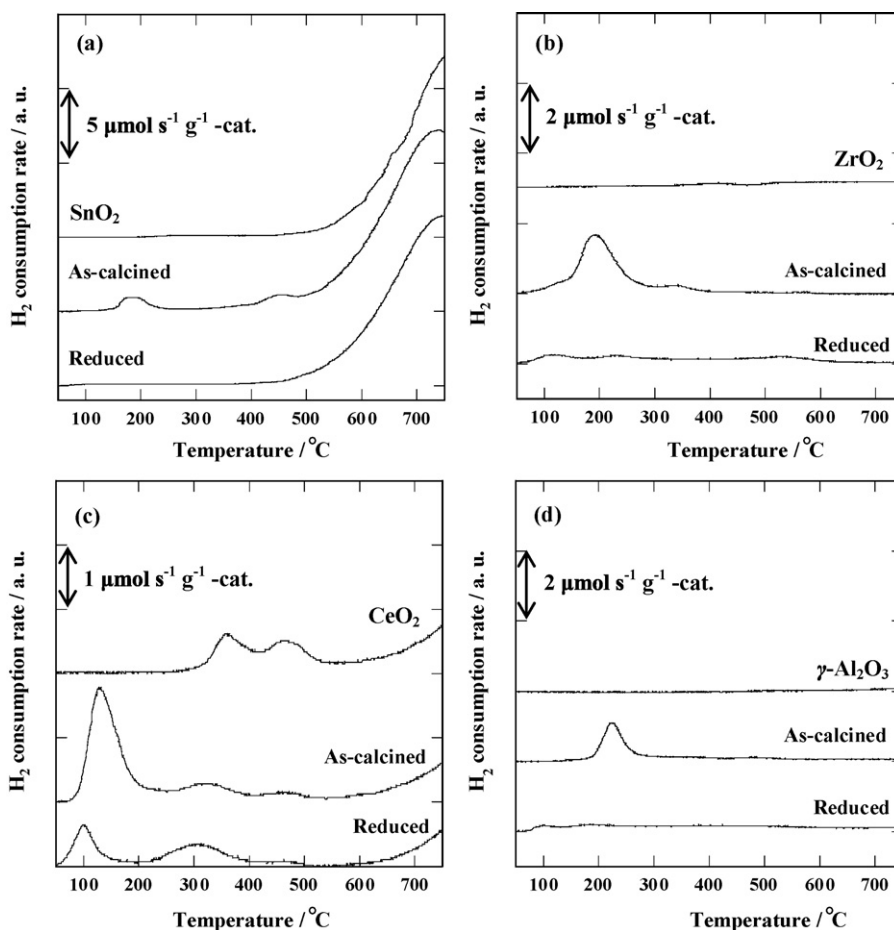 (a)
5 μmol s⁻¹ g⁻¹ -cat.
SnO₂
As-calcined
Reduced
H₂ consumption rate / a. u.
100 200 300 400 500 600 700
Temperature / °C
(b)
2 μmol s⁻¹ g⁻¹ -cat.
ZrO₂
As-calcined
Reduced
H₂ consumption rate / a. u.
100 200 300 400 500 600 700
Temperature / °C
(c)
1 μmol s⁻¹ g⁻¹ -cat.
CeO₂
As-calcined
Reduced
H₂ consumption rate / a. u.
100 200 300 400 500 600 700
Temperature / °C
(d)
2 μmol s⁻¹ g⁻¹ -cat.
γ-Al₂O₃
As-calcined
Reduced
H₂ consumption rate / a. u.
100 200 300 400 500 600 700
Temperature / °C